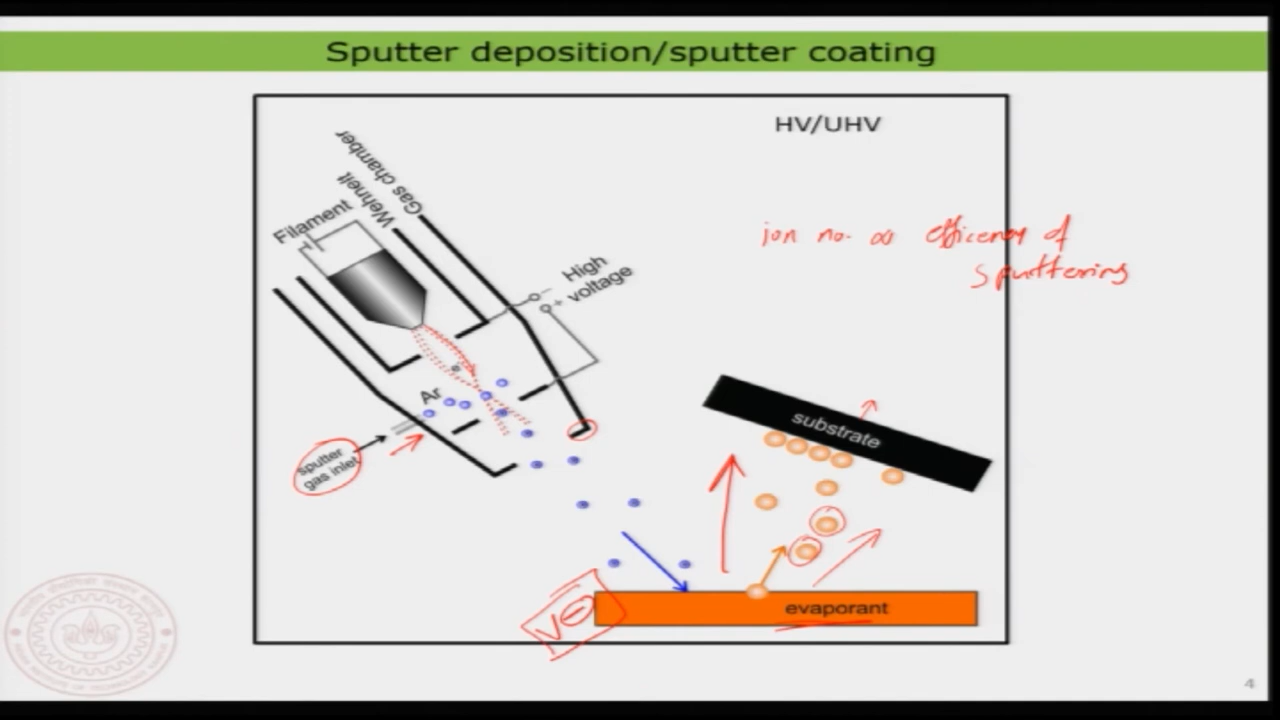 Sputter deposition/sputter coating
HV/UHV
Gas chamber
Wehnelt
Filament
High
voltage
− +
ion no. ∝ efficency of
sputtering
Ar
sputter
gas inlet
substrate
V⊖
evaporant
4